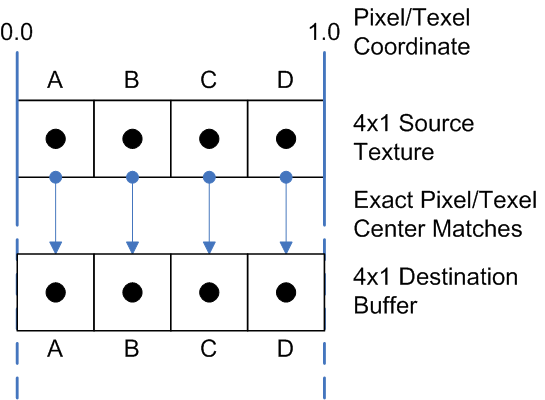 0.0
1.0
Pixel/Texel
Coordinate
A B C D
4x1 Source
Texture
Exact Pixel/Texel
Center Matches
4x1 Destination
Buffer
A B C D